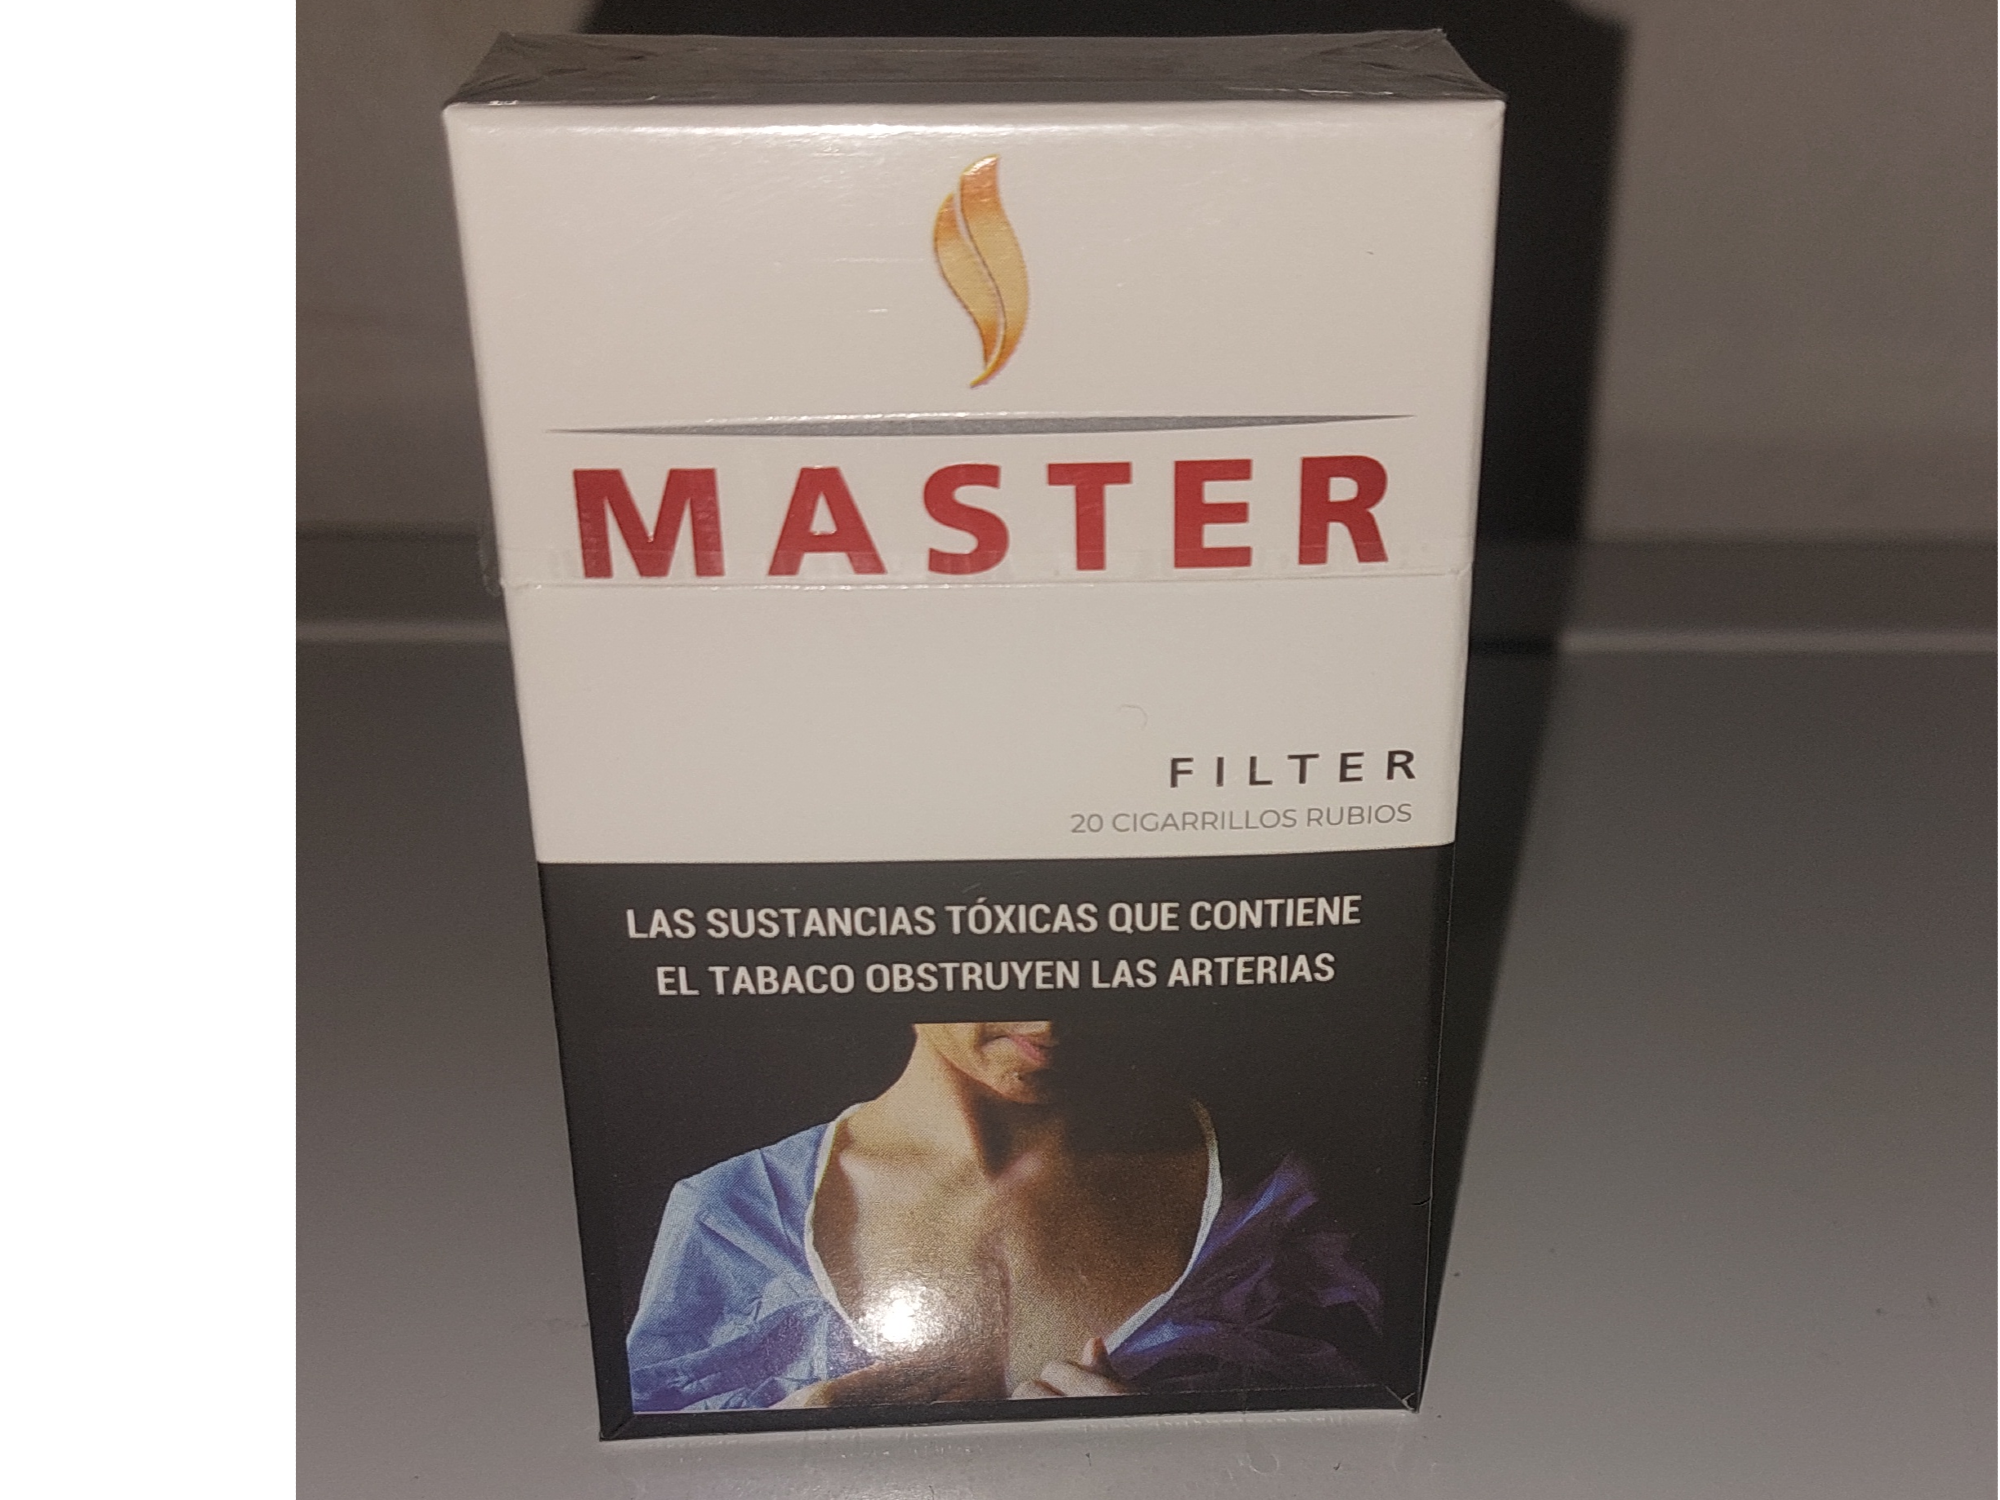 MASTER
FILTER
20 CIGARRILLOS RUBIOS
LAS SUSTANCIAS TÓXICAS QUE CONTIENE
EL TABACO OBSTRUYEN LAS ARTERIAS